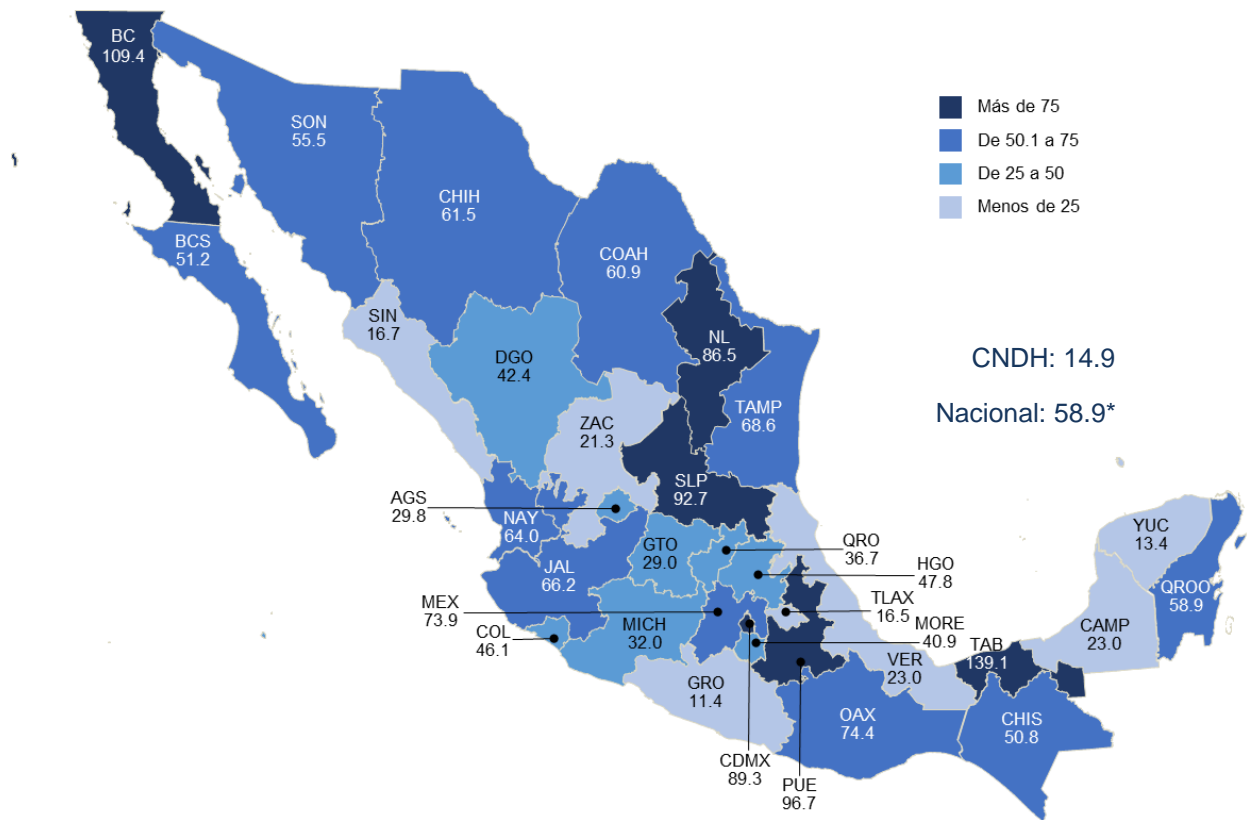 BC
109.4
SON
55.5
CHIH
61.5
COAH
60.9
BCS
51.2
SIN
16.7
DGO
42.4
NL
86.5
TAMP
68.6
ZAC
21.3
SLP
92.7
AGS
29.8
NAY
64.0
JAL
66.2
GTO
29.0
QRO
36.7
HGO
47.8
TLAX
16.5
MORE
40.9
MEX
73.9
COL
46.1
MICH
32.0
GRO
11.4
CDMX
89.3
PUE
96.7
OAX
74.4
VER
23.0
TAB
139.1
CHIS
50.8
CAMP
23.0
YUC
13.4
QROO
58.9
Más de 75
De 50.1 a 75
De 25 a 50
Menos de 25
CNDH: 14.9
Nacional: 58.9*